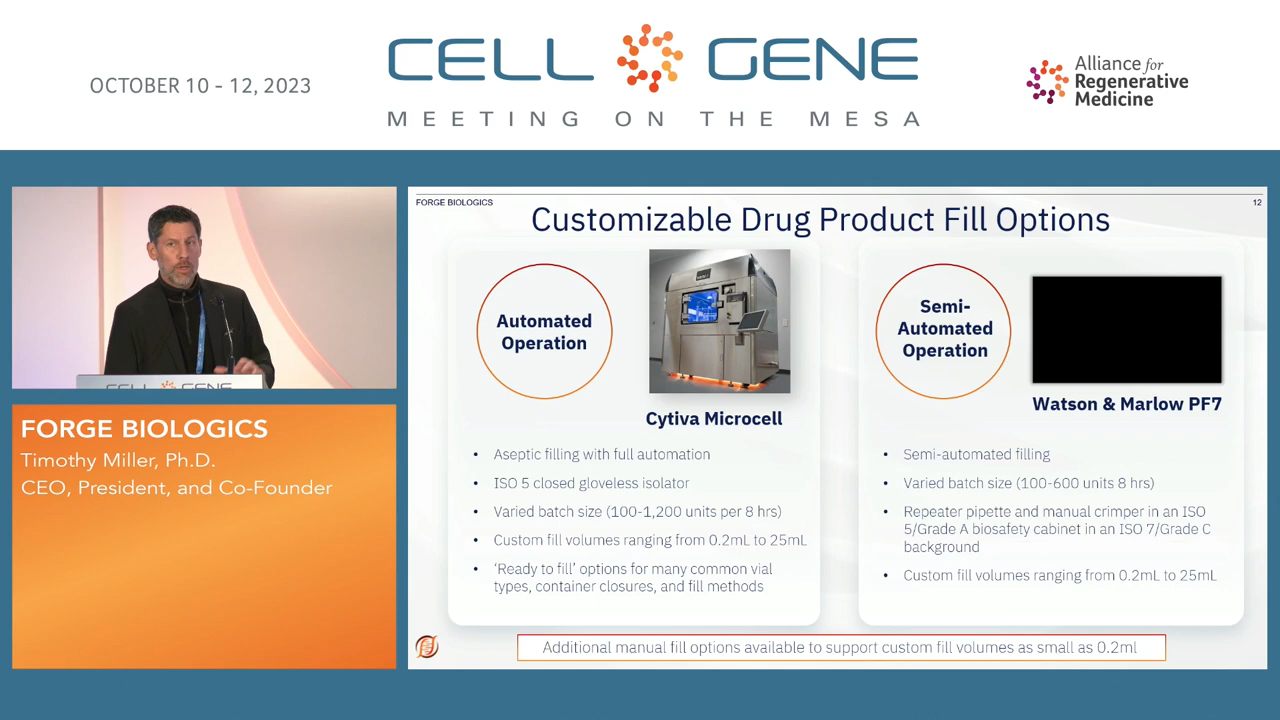 OCTOBER 10 - 12, 2023
CELL GENE
MEETING ON THE MESA
Alliance for
Regenerative
Medicine
CELL GENE
FORGE BIOLOGICS
Timothy Miller, Ph.D.
CEO, President, and Co-Founder
FORGE BIOLOGICS
12
Customizable Drug Product Fill Options
Automated
Operation
Cytiva Microcell
• Aseptic filling with full automation
• ISO 5 closed gloveless isolator
• Varied batch size (100-1,200 units per 8 hrs)
• Custom fill volumes ranging from 0.2mL to 25mL
• ‘Ready to fill’ options for many common vial
types, container closures, and fill methods
Semi-
Automated
Operation
Watson & Marlow PF7
• Semi-automated filling
• Varied batch size (100-600 units 8 hrs)
• Repeater pipette and manual crimper in an ISO
5/Grade A biosafety cabinet in an ISO 7/Grade C
background
• Custom fill volumes ranging from 0.2mL to 25mL
Additional manual fill options available to support custom fill volumes as small as 0.2ml